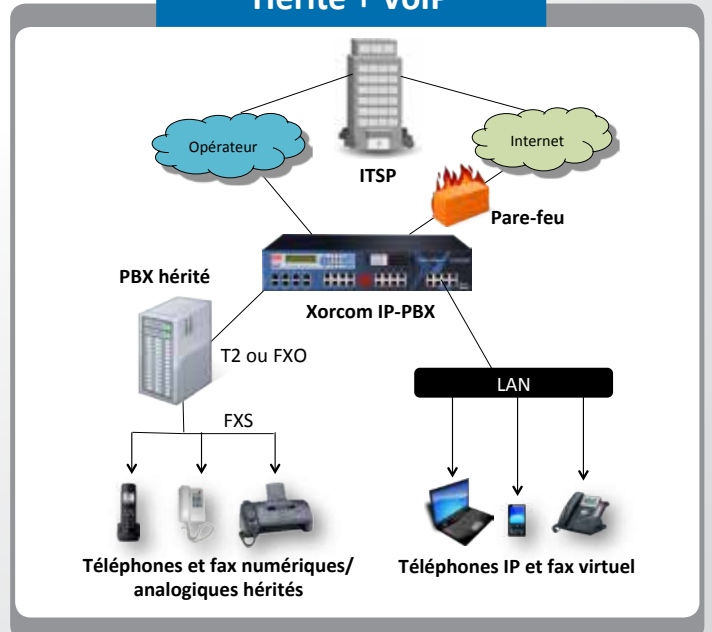 Hérité + VoIP
Opérateur
Internet
ITSP
Pare-feu
PBX hérité
Xorcom IP-PBX
T2 ou FXO
LAN
FXS
Téléphones et fax numériques/
analogiques hérités
Téléphones IP et fax virtuel